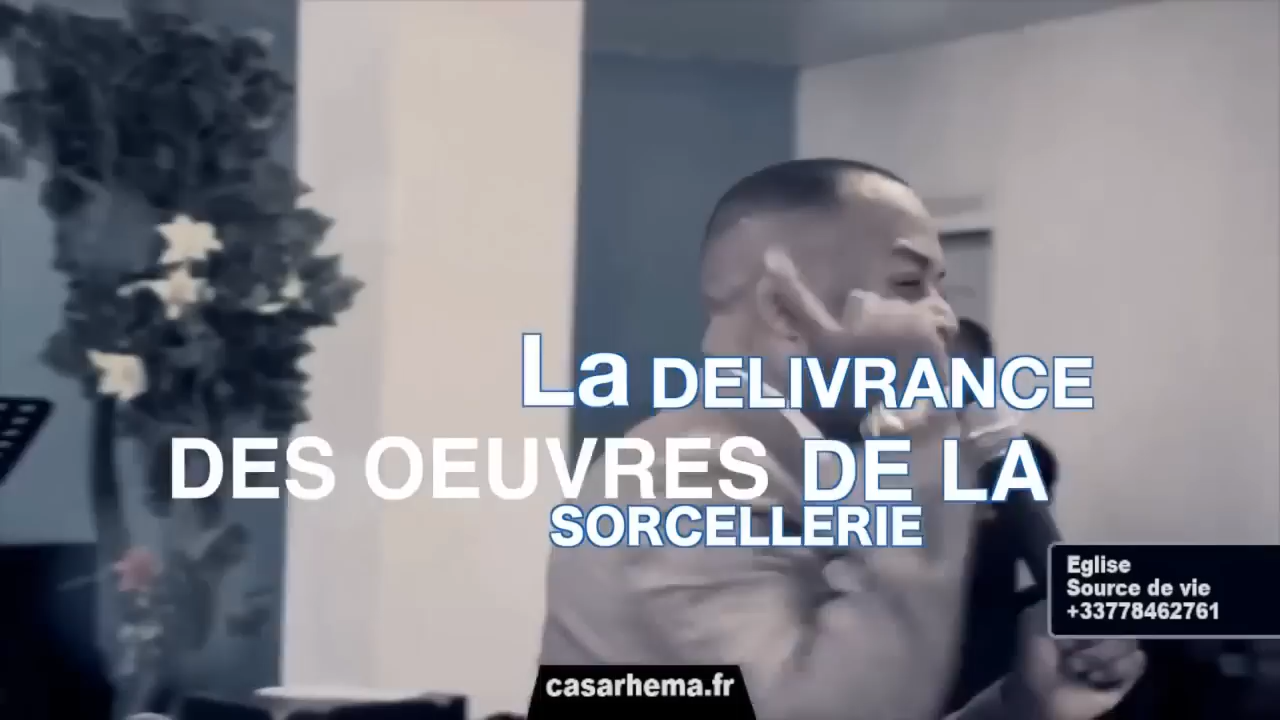 La DELIVRANCE
DES OEUVRES DE LA
SORCELLERIE
Eglise
Source de vie
+33778462761
casarhema.fr